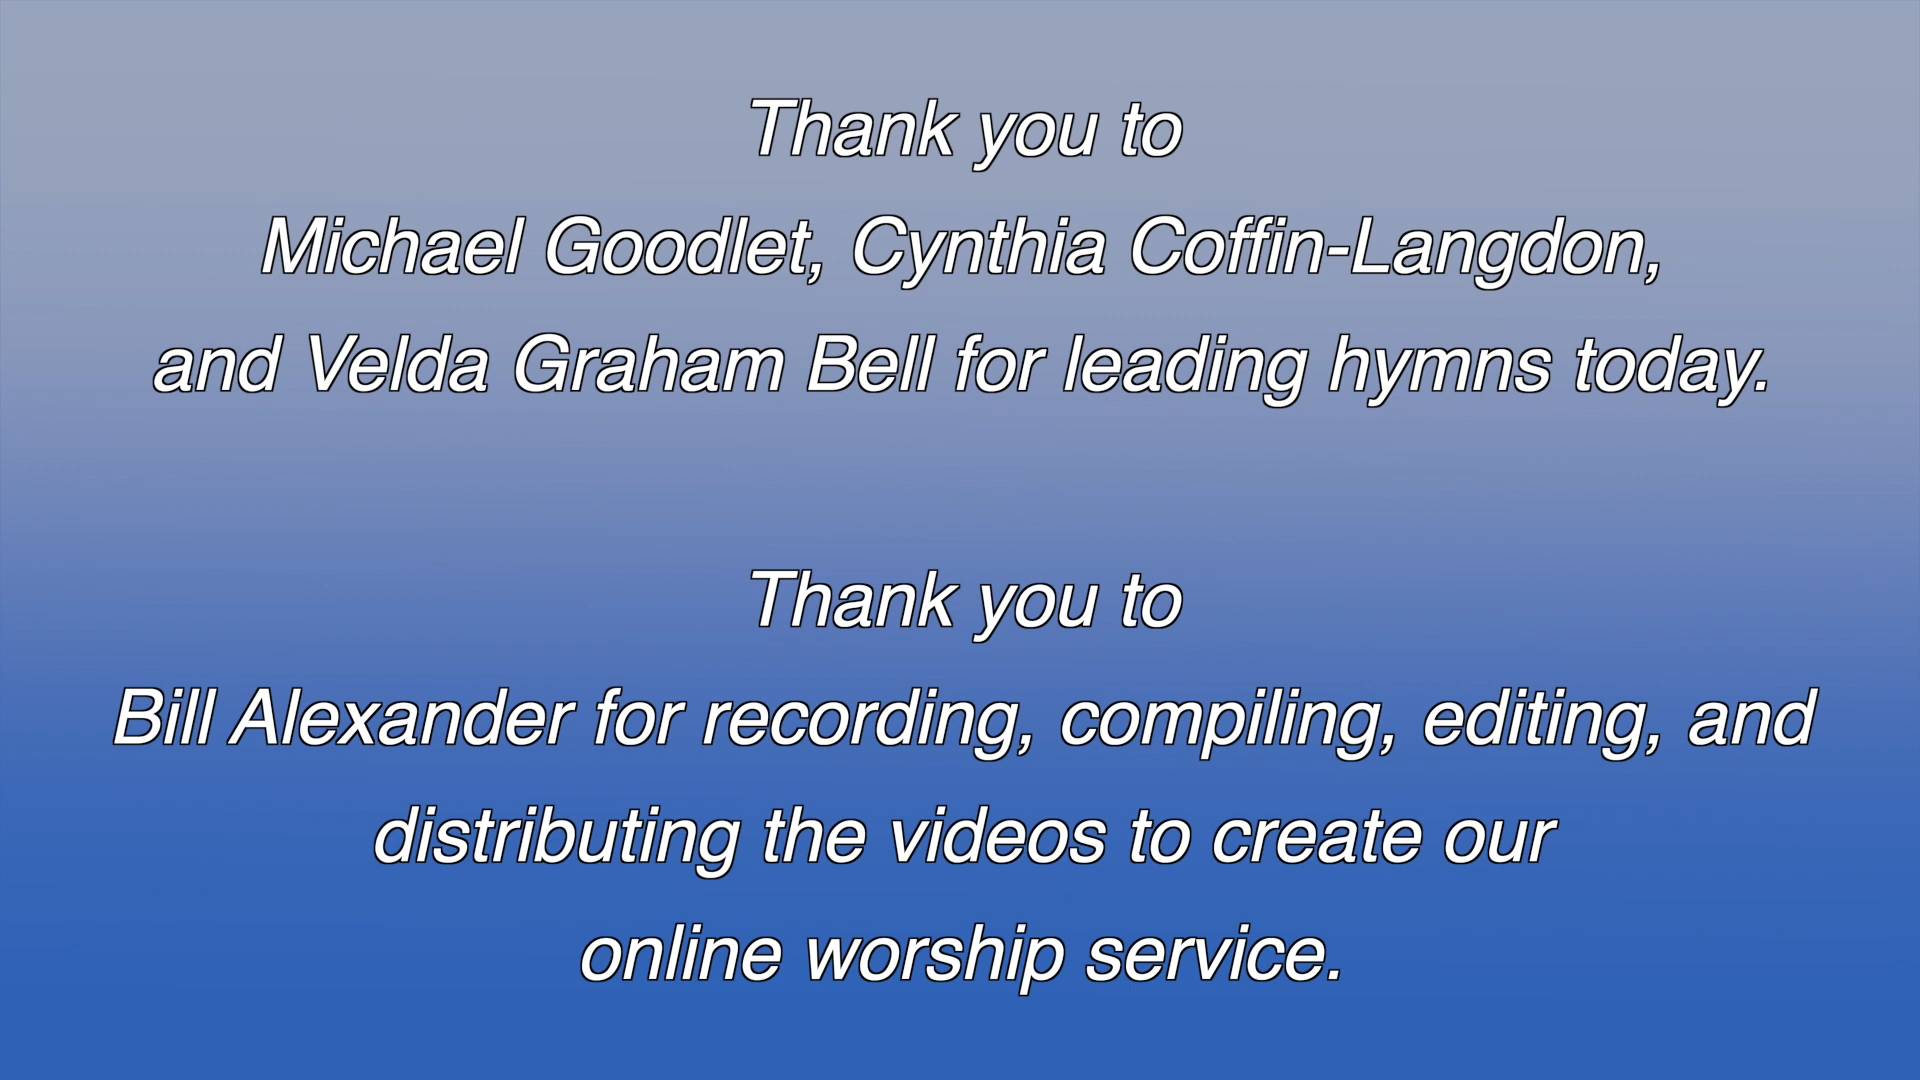 Thank you to
Michael Goodlet, Cynthia Coffin-Langdon,
and Velda Graham Bell for leading hymns today.
Thank you to
Bill Alexander for recording, compiling, editing, and
distributing the videos to create our
online worship service.